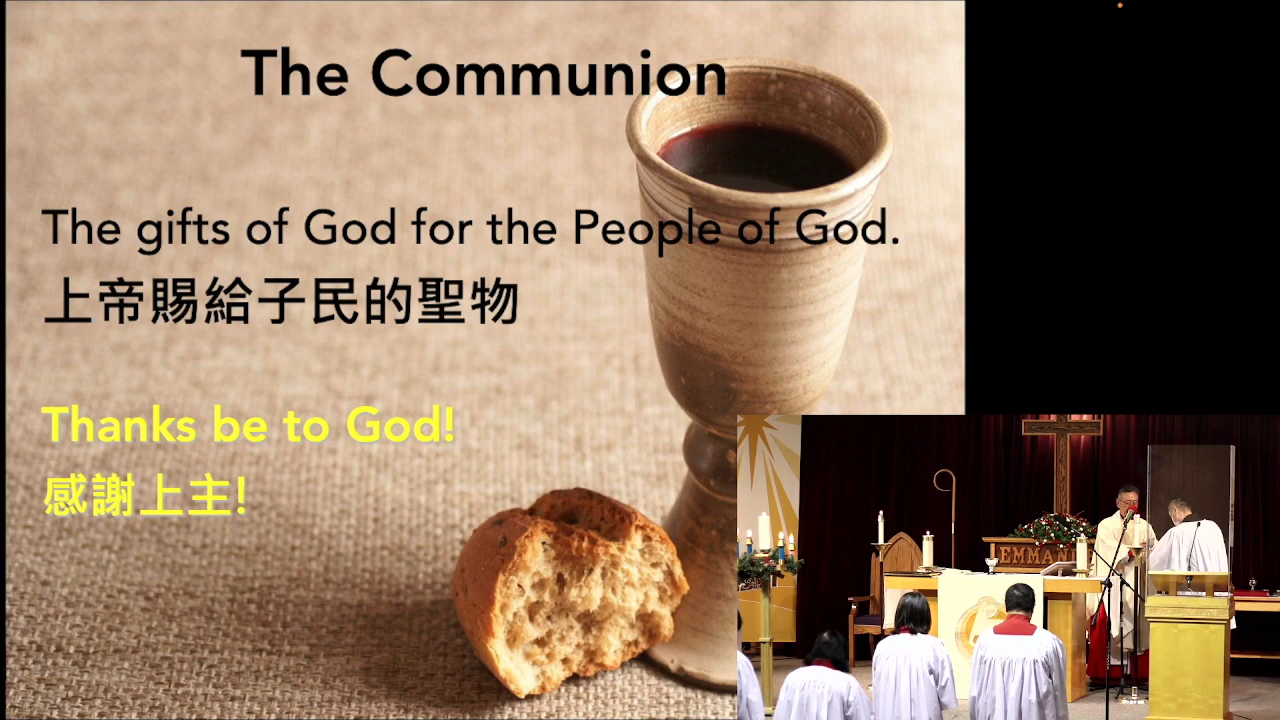 The Communion
The gifts of God for the People of God.
上帝賜給子民的聖物
Thanks be to God!
感謝上主!
EMMAN